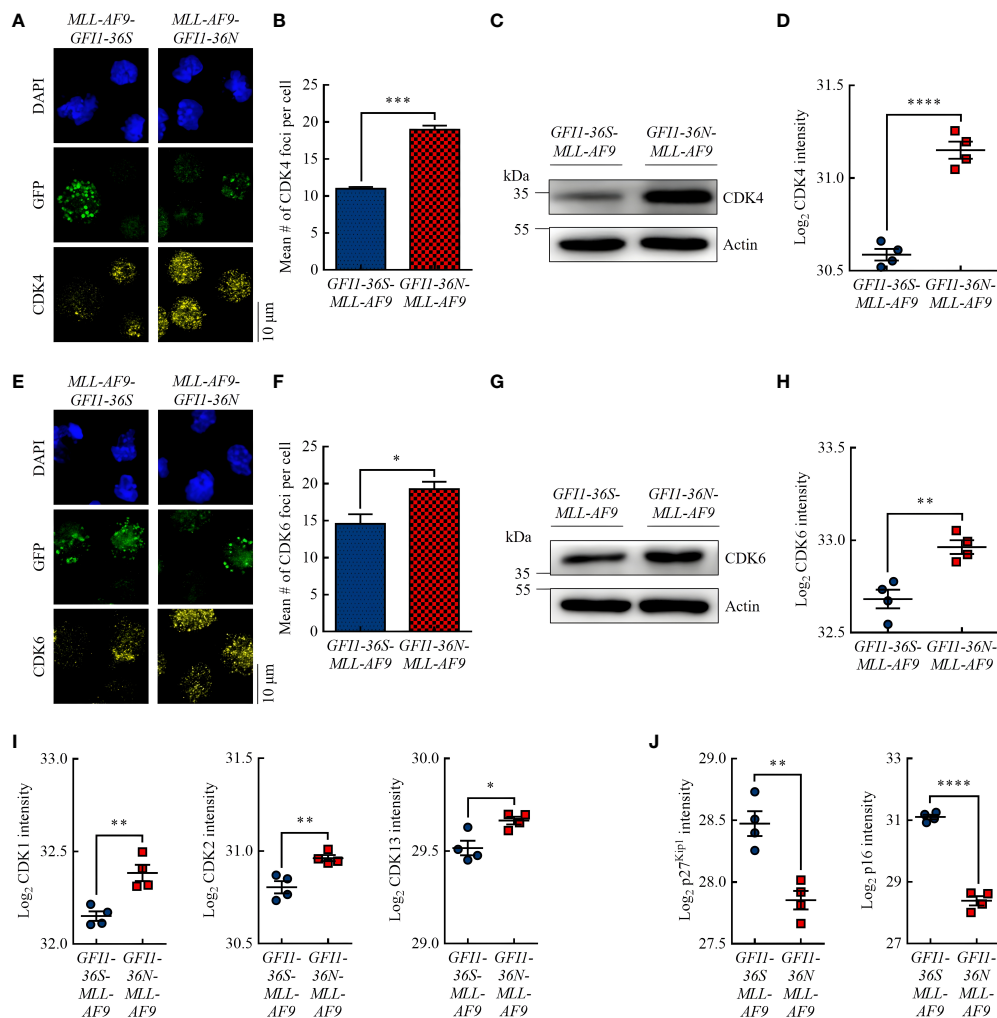 A
MLL-AF9-
GFI1-36S
MLL-AF9-
GFI1-36N
DAPI
GFP
CDK4
10 µm
B
Mean # of CDK4 foci per cell
25
20
15
10
5
0
***
GFI1-36S-
MLL-AF9
GFI1-36N-
MLL-AF9
C
GFI1-36S-
MLL-AF9
GFI1-36N-
MLL-AF9
kDa
35
CDK4
55
Actin
D
Log2 CDK4 intensity
31.5
31.0
30.5
****
GFI1-36S-
MLL-AF9
GFI1-36N-
MLL-AF9
E
MLL-AF9-
GFI1-36S
MLL-AF9-
GFI1-36N
DAPI
GFP
CDK6
10 µm
F
Mean # of CDK6 foci per cell
25
20
15
10
5
0
*
GFI1-36S-
MLL-AF9
GFI1-36N-
MLL-AF9
G
GFI1-36S-
MLL-AF9
GFI1-36N-
MLL-AF9
kDa
CDK6
35
55
Actin
H
Log2 CDK6 intensity
33.5
33.0
32.5
**
GFI1-36S-
MLL-AF9
GFI1-36N-
MLL-AF9
I
Log2 CDK1 intensity
33.0
32.5
32.0
**
GFI1-
36S-
MLL-
AF9
GFI1-
36N-
MLL-
AF9
Log2 CDK2 intensity
31.5
31.0
30.5
**
GFI1-
36S-
MLL-
AF9
GFI1-
36N-
MLL-
AF9
Log2 CDK13 intensity
30.0
29.5
29.0
*
GFI1-
36S-
MLL-
AF9
GFI1-
36N-
MLL-
AF9
J
Log2 p27Kip1 intensity
29.0
28.5
28.0
27.5
**
GFI1-
36S
MLL-
AF9
GFI1-
36N
MLL-
AF9
Log2 p16 intensity
31
29
28
27
****
GFI1-
36S
MLL-
AF9
GFI1-
36N
MLL-
AF9